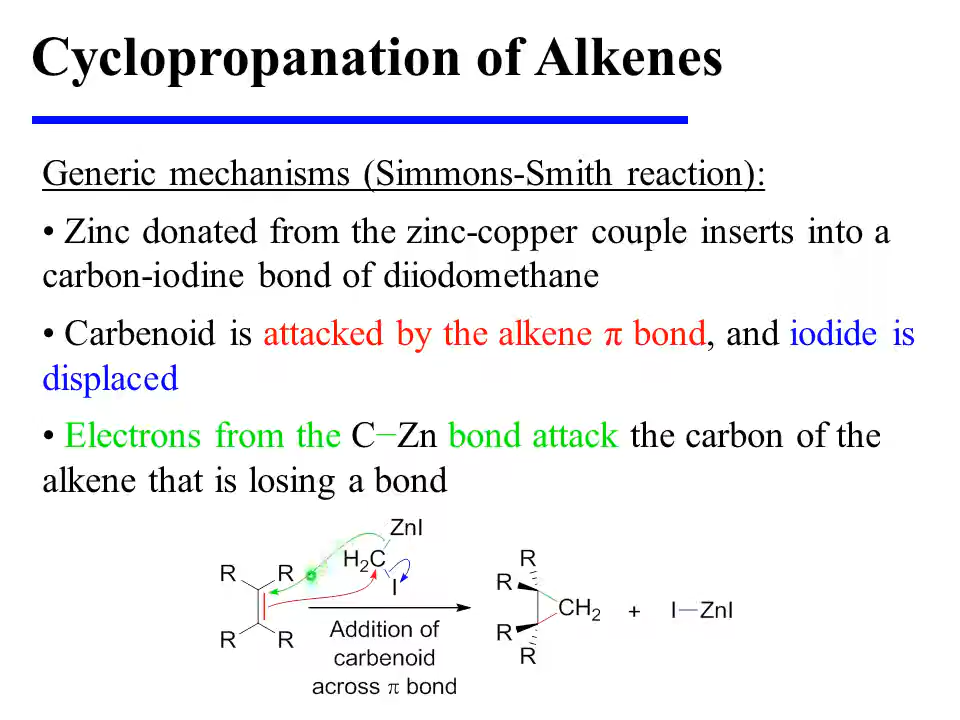 Cyclopropanation of Alkenes
Generic mechanisms (Simmons-Smith reaction):
• Zinc donated from the zinc-copper couple inserts into a
carbon-iodine bond of diiodomethane
• Carbenoid is attacked by the alkene π bond, and iodide is
displaced
• Electrons from the C−Zn bond attack the carbon of the
alkene that is losing a bond
ZnI
H₂C
I
R R
R R
Addition of
carbenoid
across π bond
R
R
CH₂
R
R
+ I—ZnI